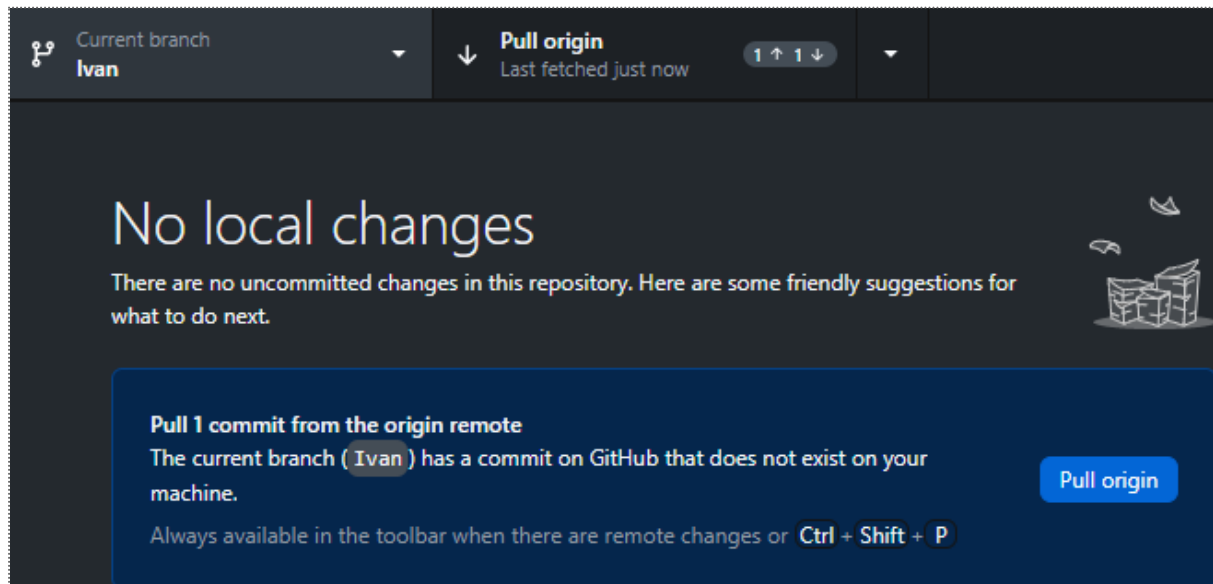 Current branch
Ivan
Pull origin
Last fetched just now
1 ↑ 1 ↓
No local changes
There are no uncommitted changes in this repository. Here are some friendly suggestions for
what to do next.
Pull 1 commit from the origin remote
The current branch ( Ivan ) has a commit on GitHub that does not exist on your
machine.
Pull origin
Always available in the toolbar when there are remote changes or Ctrl + Shift + P